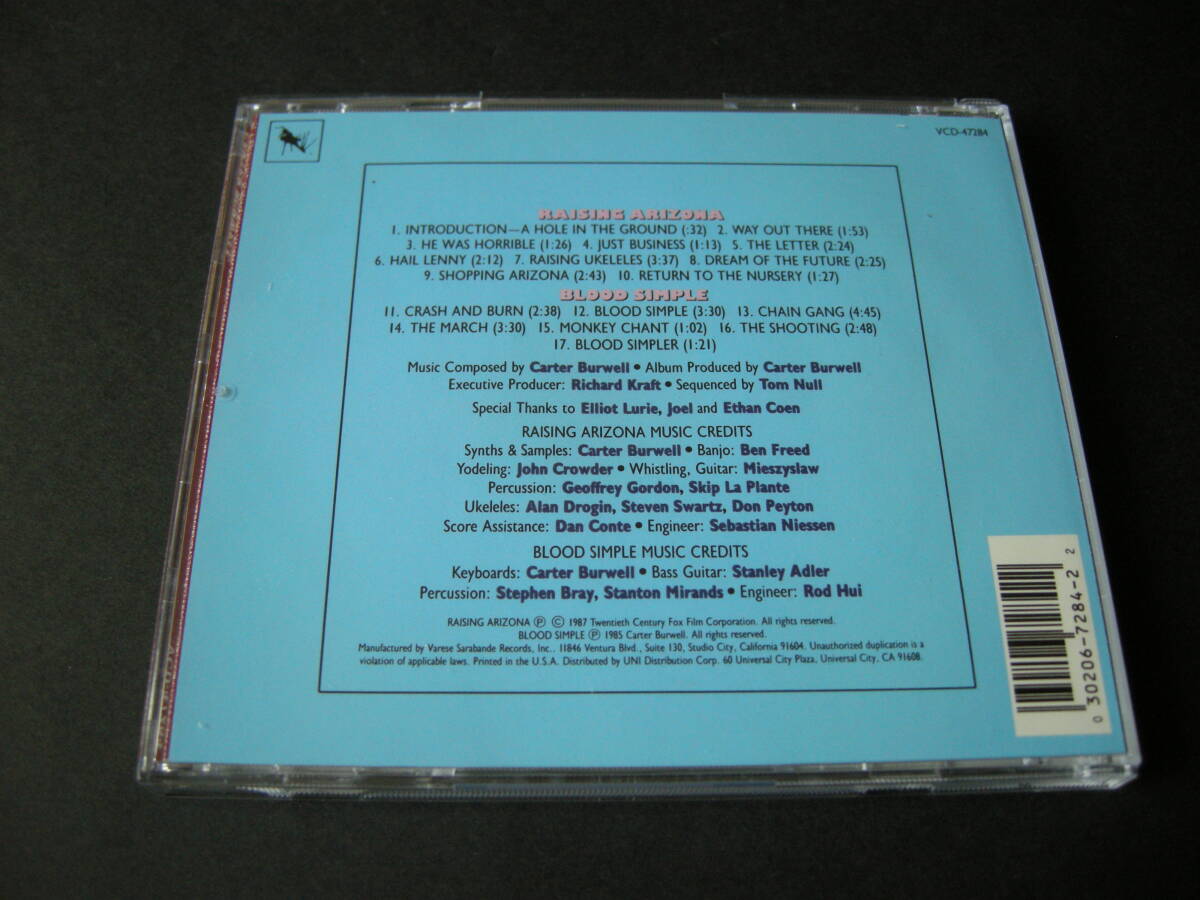 VCD-47284
RAISING ARIZONA
1. INTRODUCTION—A HOLE IN THE GROUND (:32) 2. WAY OUT THERE (1:53)
3. HE WAS HORRIBLE (1:26) 4. JUST BUSINESS (1:13) 5. THE LETTER (2:24)
6. HAIL LENNY (2:12) 7. RAISING UKELELES (3:37) 8. DREAM OF THE FUTURE (2:25)
9. SHOPPING ARIZONA (2:43) 10. RETURN TO THE NURSERY (1:27)
BLOOD SIMPLE
11. CRASH AND BURN (2:38) 12. BLOOD SIMPLE (3:30) 13. CHAIN GANG (4:45)
14. THE MARCH (3:30) 15. MONKEY CHANT (1:02) 16. THE SHOOTING (2:48)
17. BLOOD SIMPLER (1:21)
Music Composed by Carter Burwell • Album Produced by Carter Burwell
Executive Producer: Richard Kraft • Sequenced by Tom Null
Special Thanks to Elliot Lurie, Joel and Ethan Coen
RAISING ARIZONA MUSIC CREDITS
Synths & Samples: Carter Burwell • Banjo: Ben Freed
Yodeling: John Crowder • Whistling, Guitar: Mieszyslaw
Percussion: Geoffrey Gordon, Skip La Plante
Ukeleles: Alan Drogin, Steven Swartz, Don Peyton
Score Assistance: Dan Conte • Engineer: Sebastian Niessen
BLOOD SIMPLE MUSIC CREDITS
Keyboards: Carter Burwell • Bass Guitar: Stanley Adler
Percussion: Stephen Bray, Stanton Mirands • Engineer: Rod Hui
RAISING ARIZONA Ⓟ © 1987 Twentieth Century Fox Film Corporation. All rights reserved.
BLOOD SIMPLE Ⓟ 1985 Carter Burwell. All rights reserved.
Manufactured by Varese Sarabande Records, Inc., 11846 Ventura Blvd., Suite 130, Studio City, California 91604. Unauthorized duplication is a
violation of applicable laws. Printed in the U.S.A. Distributed by UNI Distribution Corp. 60 Universal City Plaza, Universal City, CA 91608.
0 30206-7284-2 2